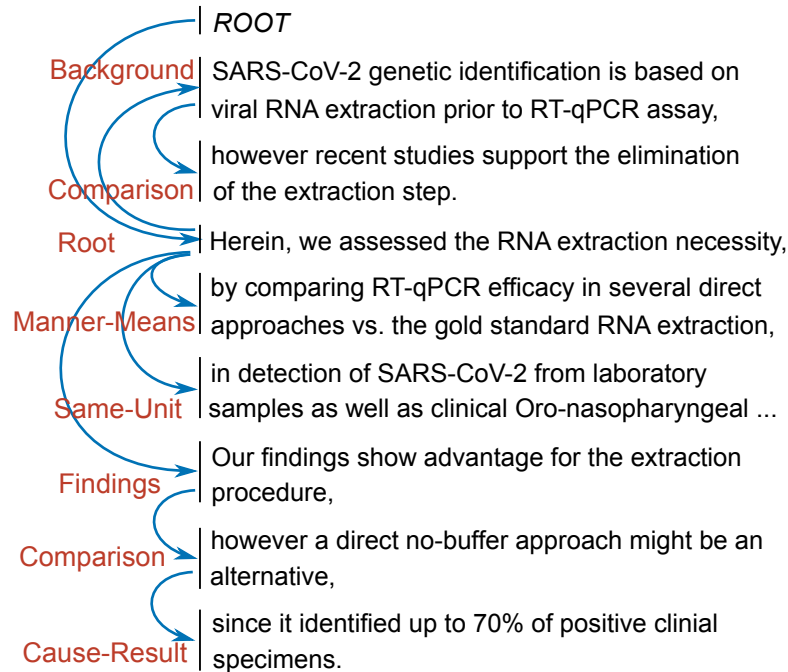 ROOT
Background
SARS-CoV-2 genetic identification is based on
viral RNA extraction prior to RT-qPCR assay,
however recent studies support the elimination
Comparison
of the extraction step.
Root
Herein, we assessed the RNA extraction necessity,
by comparing RT-qPCR efficacy in several direct
Manner-Means
approaches vs. the gold standard RNA extraction,
in detection of SARS-CoV-2 from laboratory
Same-Unit
samples as well as clinical Oro-nasopharyngeal ...
Our findings show advantage for the extraction
Findings
procedure,
however a direct no-buffer approach might be an
Comparison
alternative,
since it identified up to 70% of positive clinial
Cause-Result
specimens.